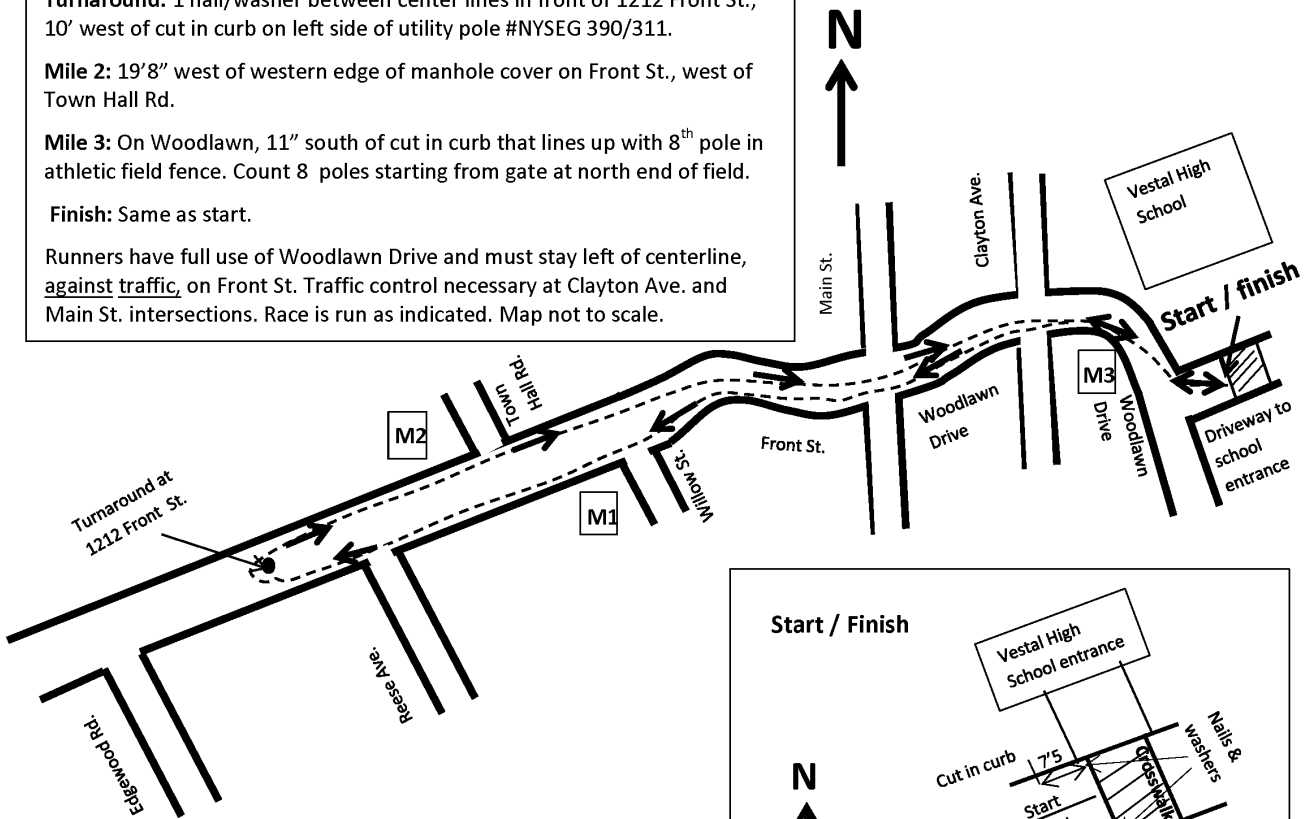 Turnaround: 1 nail/washer between center lines in front of 1212 Front St.,
10’ west of cut in curb on left side of utility pole #NYSEG 390/311.
Mile 2: 19’8” west of western edge of manhole cover on Front St., west of
Town Hall Rd.
Mile 3: On Woodlawn, 11” south of cut in curb that lines up with 8th pole in
athletic field fence. Count 8 poles starting from gate at north end of field.
Finish: Same as start.
Runners have full use of Woodlawn Drive and must stay left of centerline,
against traffic, on Front St. Traffic control necessary at Clayton Ave. and
Main St. intersections. Race is run as indicated. Map not to scale.
N
Clayton Ave.
Vestal High
School
Main St.
Start / finish
Town
Hall Rd.
M3
M2
Woodlawn
Drive
Drive
Woodlawn
Driveway to
school
entrance
Front St.
Willow St.
M1
Turnaround at
1212 Front St.
Reese Ave.
Edgewood Rd.
Start / Finish
Vestal High
School entrance
Nails &
washers
Cut in curb
7’5
Crosswalk
N
Start